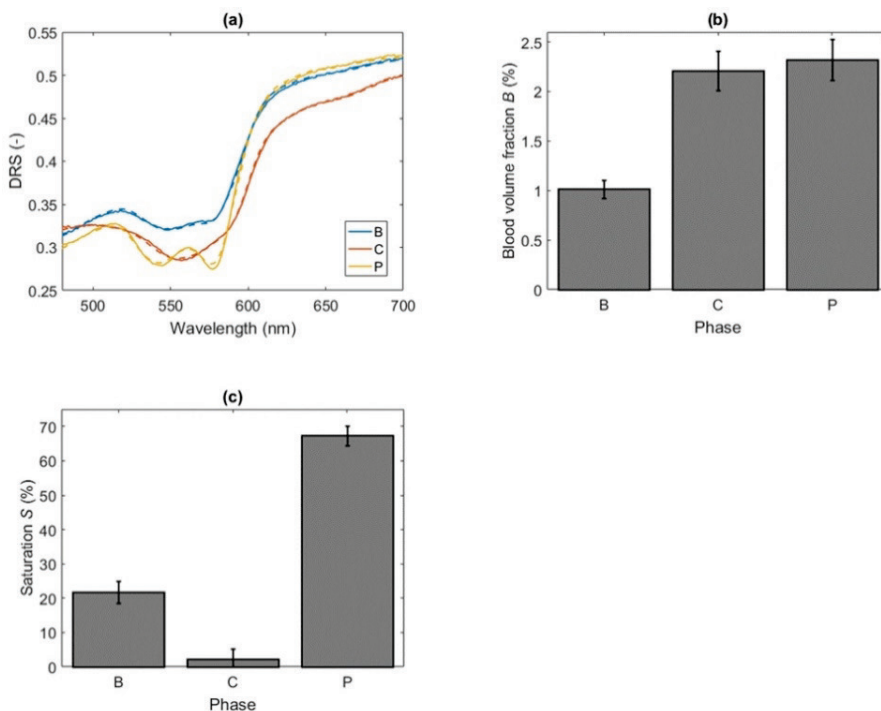 (a)
0.55
0.5
0.45
0.4
0.35
0.3
0.25
DRS (-)
500
550
600
650
700
Wavelength (nm)
B
C
P
(b)
2.5
2
1.5
1
0.5
0
Blood volume fraction B (%)
B
C
P
Phase
(c)
70
60
50
40
30
20
10
0
Saturation S (%)
B
C
P
Phase